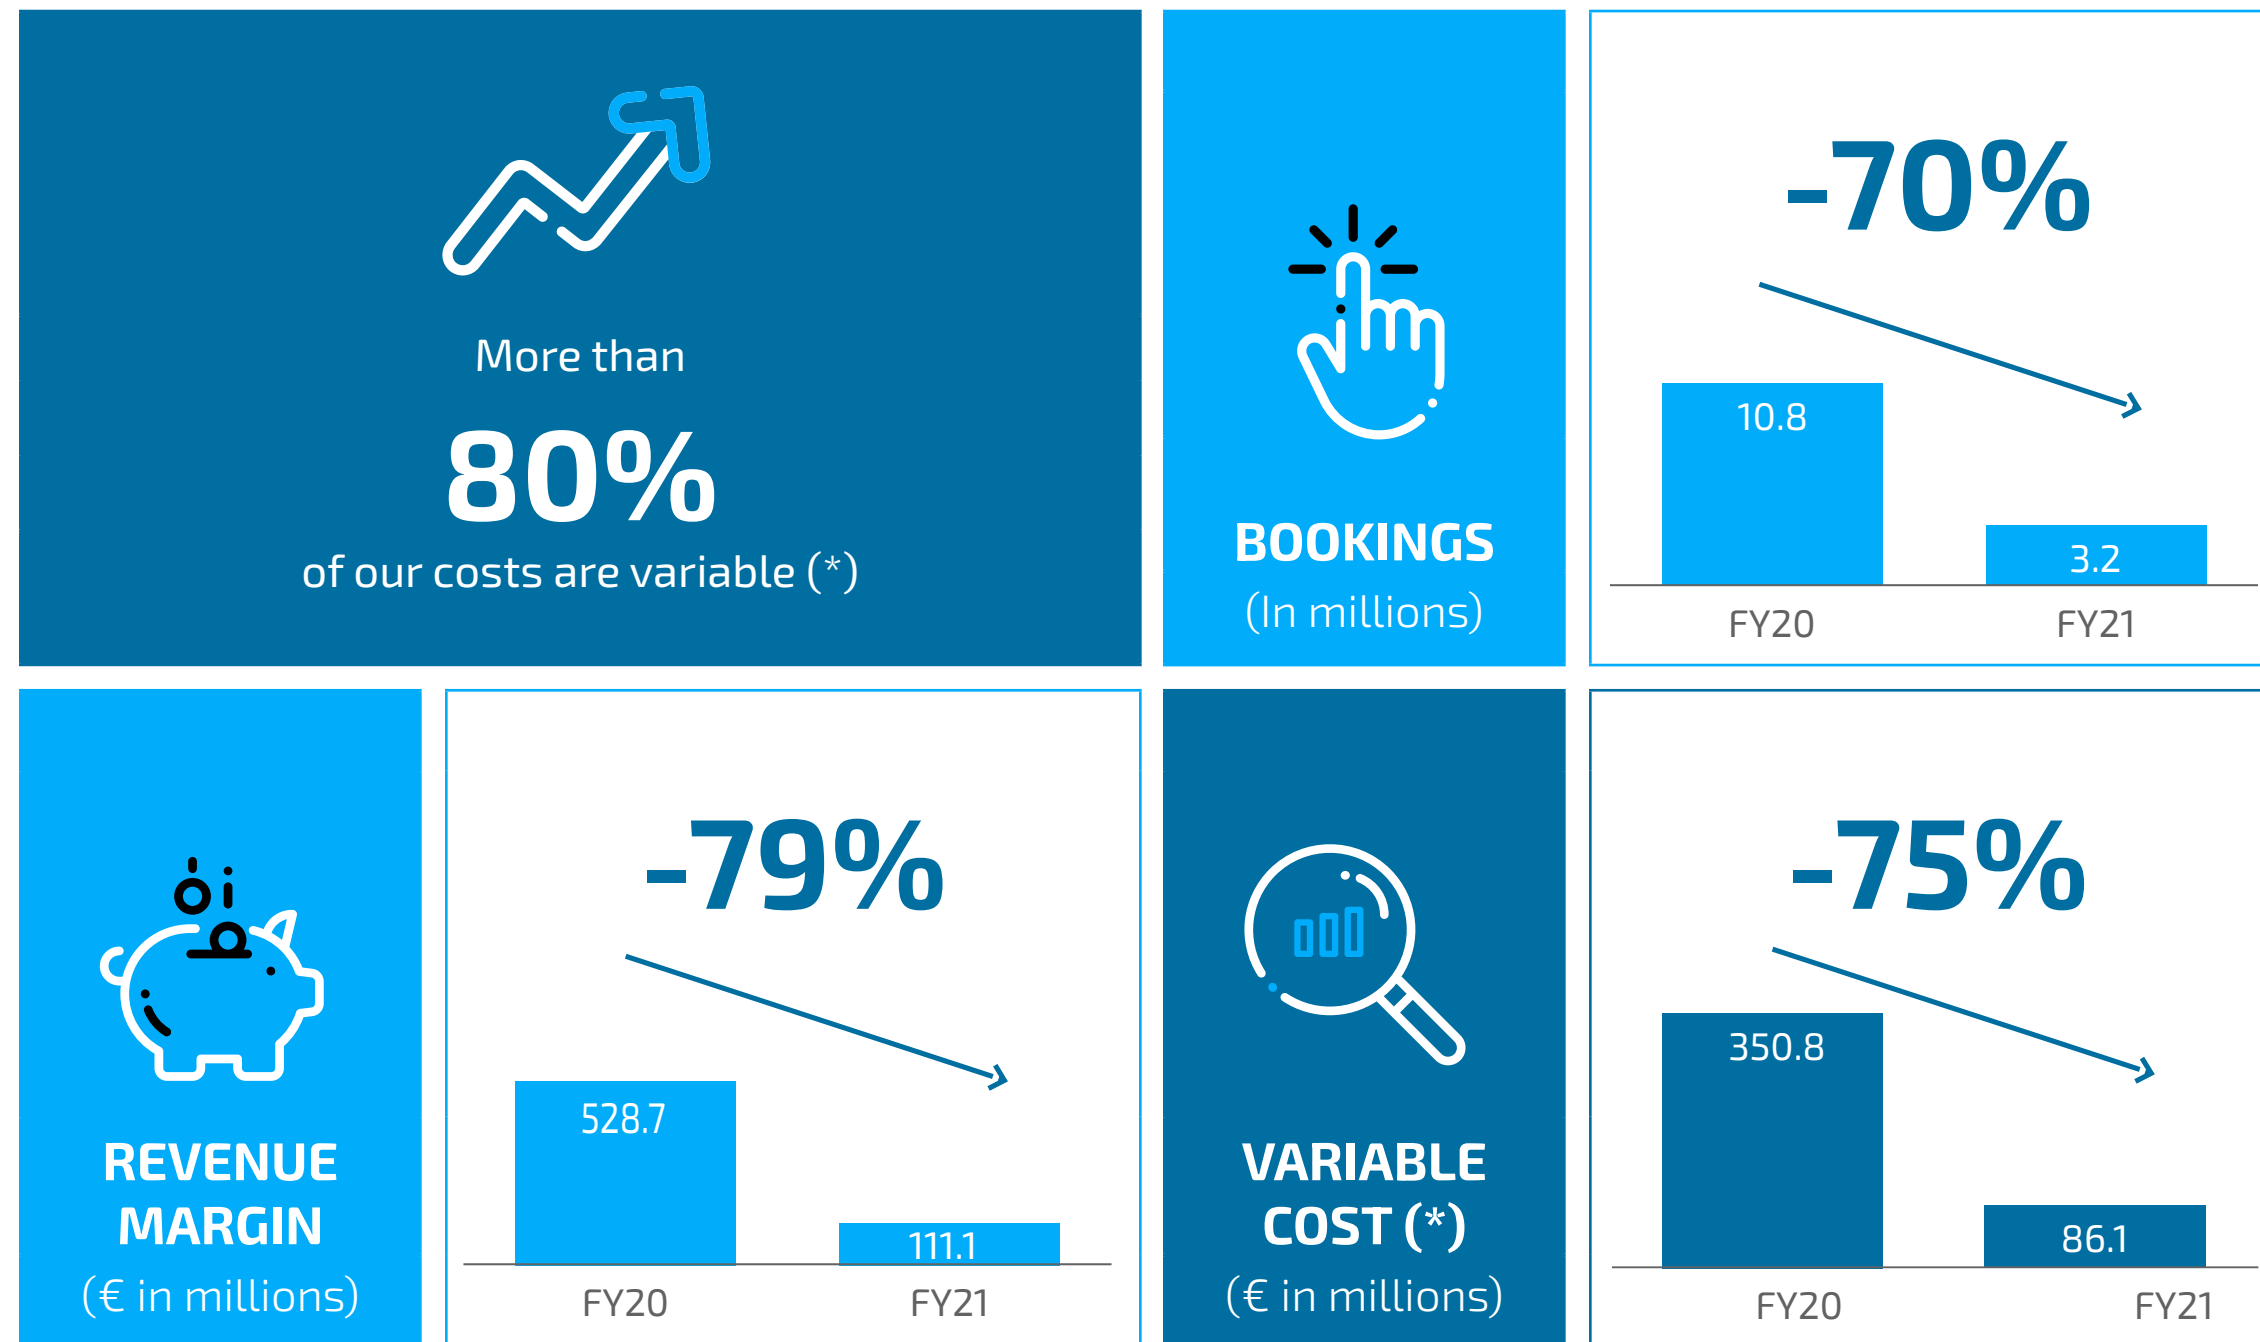 More than
80%
of our costs are variable (*)
BOOKINGS
(In millions)
-70%
10.8
3.2
FY20 FY21
REVENUE
MARGIN
(€ in millions)
-79%
528.7
111.1
FY20 FY21
VARIABLE
COST (*)
(€ in millions)
-75%
350.8
86.1
FY20 FY21